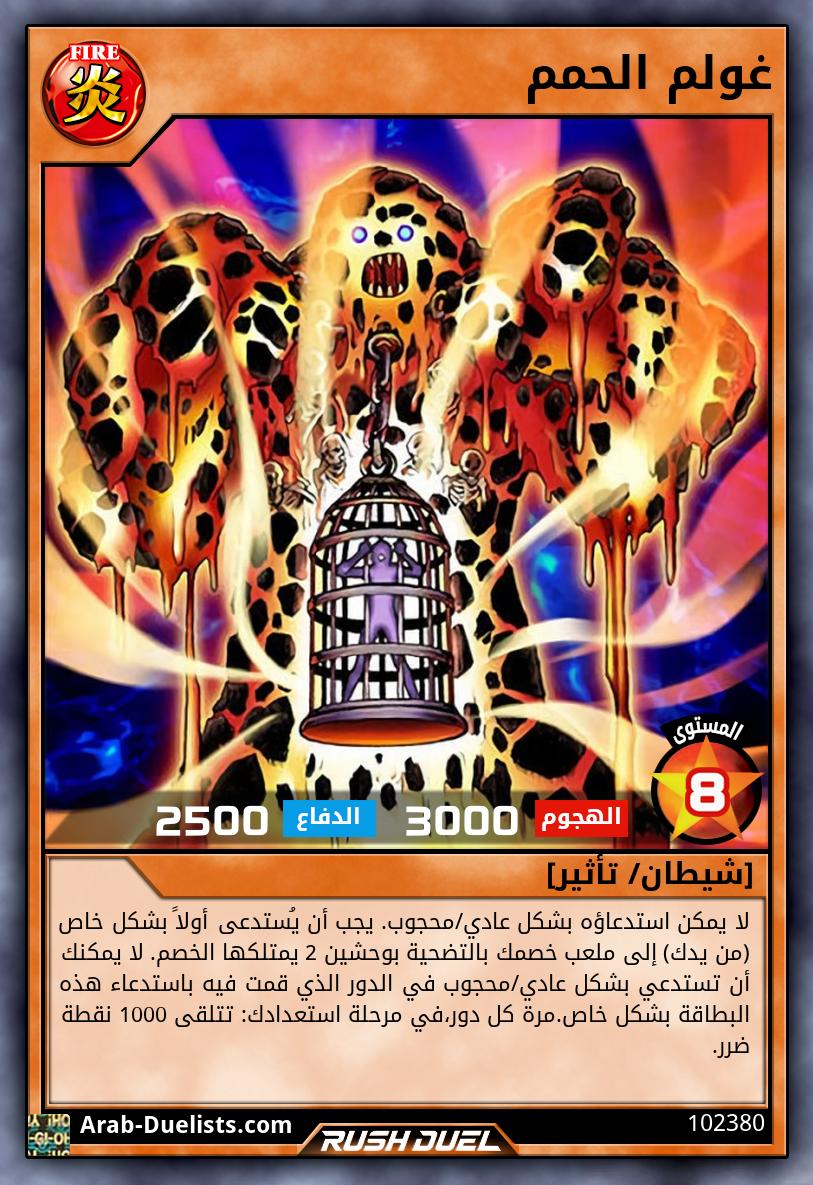 غولم الحمم
FIRE
炎
المستوى
8
الهجوم 3000 الدفاع 2500
[شيطان/ تأثير]
لا يمكن استدعاؤه بشكل عادي/محجوب. يجب أن يُستدعى أولاً بشكل خاص
(من يدك) إلى ملعب خصمك بالتضحية بوحشين 2 يمتلكها الخصم. لا يمكنك
أن تستدعي بشكل عادي/محجوب في الدور الذي قمت فيه باستدعاء هذه
البطاقة بشكل خاص.مرة كل دور،في مرحلة استعدادك: تتلقى 1000 نقطة
ضرر.
Arab-Duelists.com
RUSH DUEL
102380